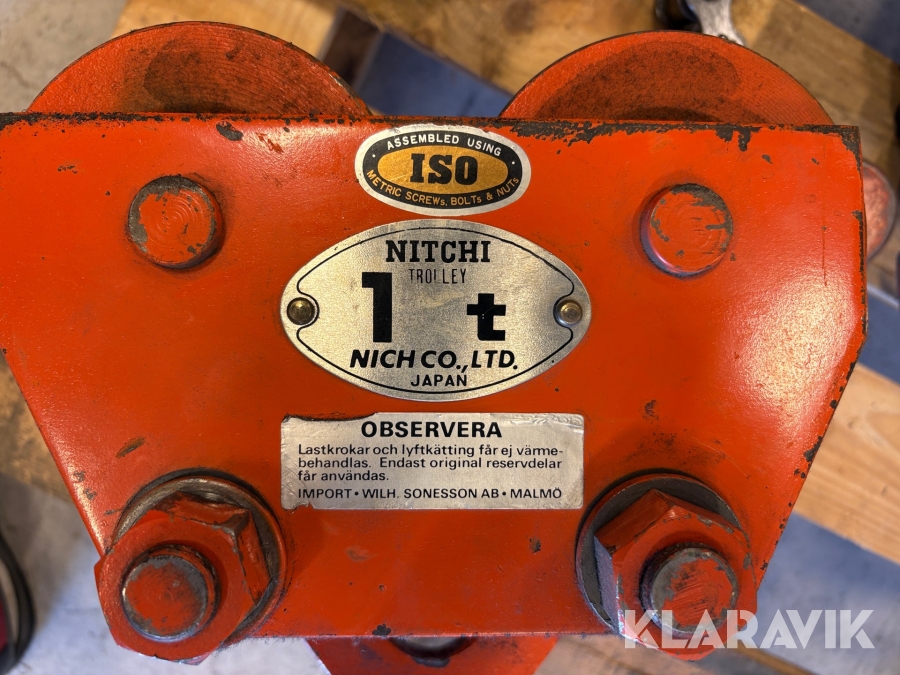 ASSEMBLED USING
ISO
METRIC SCREWS, BOLTS & NUTS
NITCHI
TROLLEY
1 t
NICH CO., LTD.
JAPAN
OBSERVERA
Lastkrokar och lyftkätting får ej värme-
behandlas. Endast original reservdelar
får användas.
IMPORT • WILH. SONESSON AB • MALMÖ
KLARAVIK